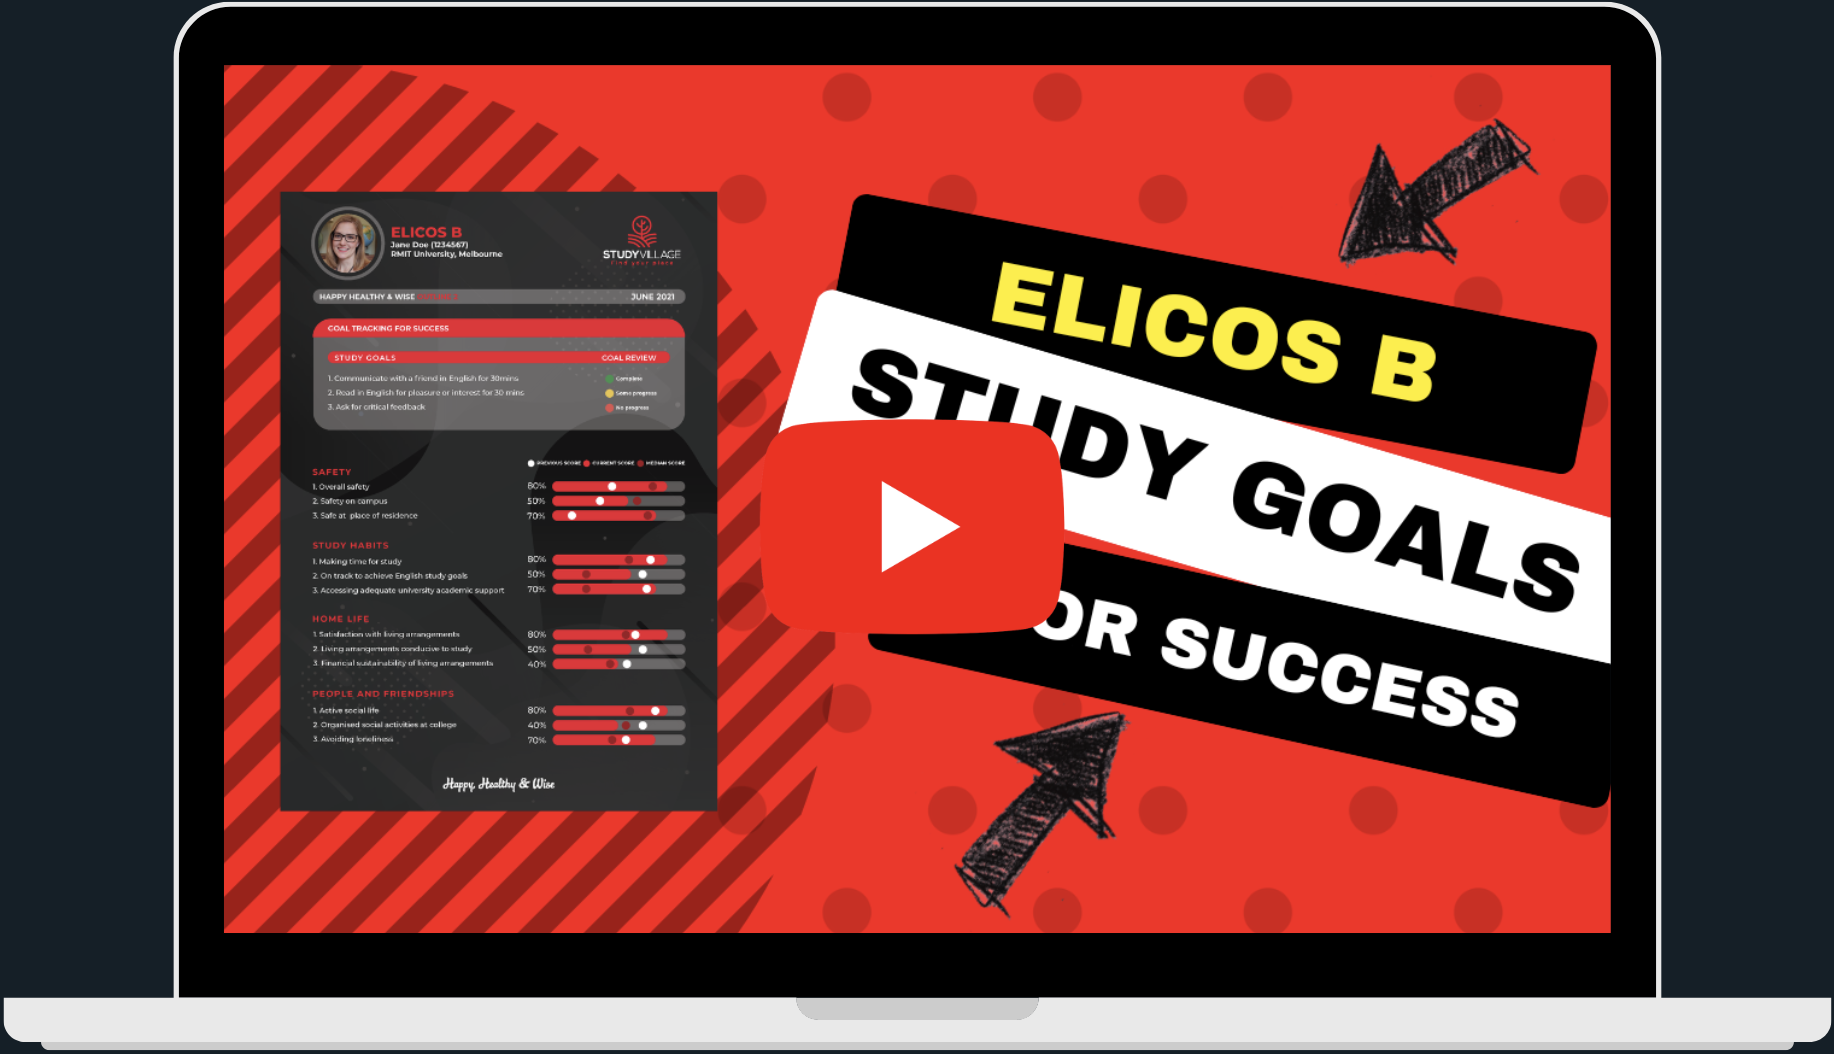 ELICOS B
Jane Doe (1234567)
RMIT University, Melbourne
STUDYVILLAGE
Find your place
HAPPY HEALTHY & WISE
JUNE 2021
GOAL TRACKING FOR SUCCESS
STUDY GOALS GOAL REVIEW
1. Communicate with a friend in English for 30mins Complete
2. Read in English for pleasure or interest for 30 mins Some progress
3. Ask for critical feedback No progress
PREVIOUS SCORE CURRENT SCORE MEDIAN SCORE
SAFETY
1. Overall safety 80%
2. Safety on campus 50%
3. Safe at place of residence 70%
STUDY HABITS
1. Making time for study 80%
2. On track to achieve English study goals 50%
3. Accessing adequate university academic support 70%
HOME LIFE
1. Satisfaction with living arrangements 80%
2. Living arrangements conducive to study 50%
3. Financial sustainability of living arrangements 40%
PEOPLE AND FRIENDSHIPS
1. Active social life 80%
2. Organised social activities at college 40%
3. Avoiding loneliness 70%
Happy, Healthy & Wise
ELICOS B
STUDY GOALS
OR SUCCESS